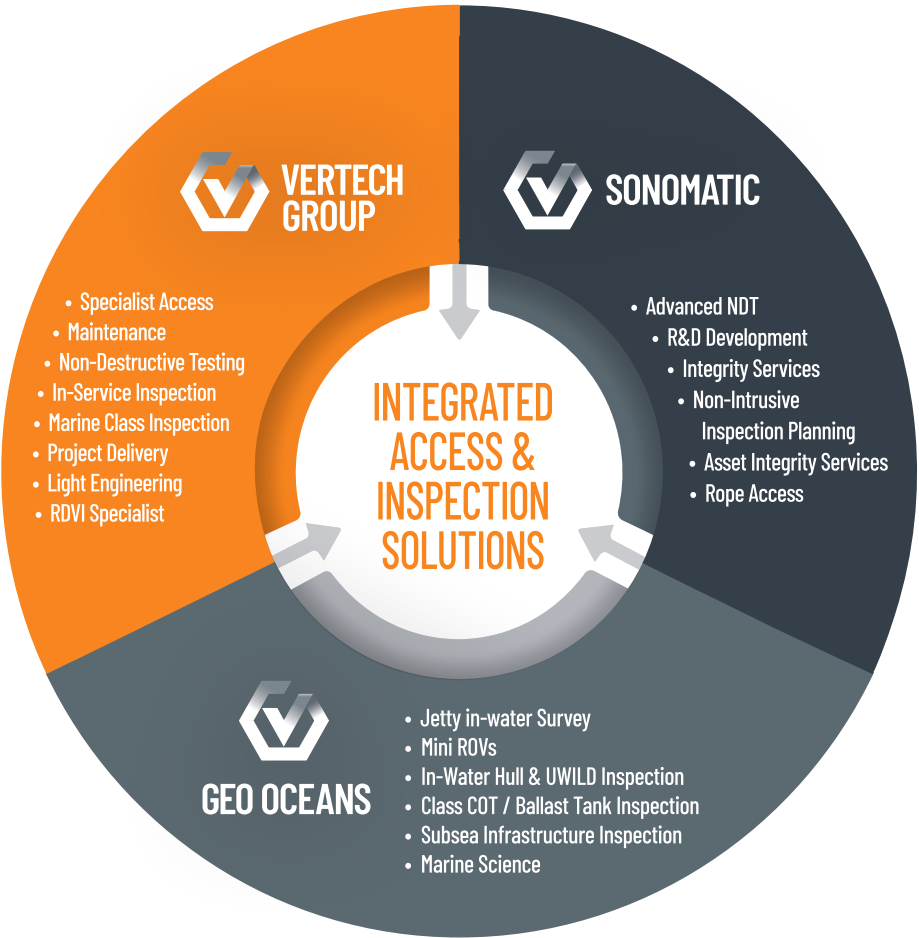 VERTECH
GROUP
• Specialist Access
• Maintenance
• Non-Destructive Testing
• In-Service Inspection
• Marine Class Inspection
• Project Delivery
• Light Engineering
• RDVI Specialist
SONOMATIC
• Advanced NDT
• R&D Development
• Integrity Services
• Non-Intrusive
Inspection Planning
• Asset Integrity Services
• Rope Access
INTEGRATED
ACCESS &
INSPECTION
SOLUTIONS
GEO OCEANS
• Jetty in-water Survey
• Mini ROVs
• In-Water Hull & UWILD Inspection
• Class COT / Ballast Tank Inspection
• Subsea Infrastructure Inspection
• Marine Science